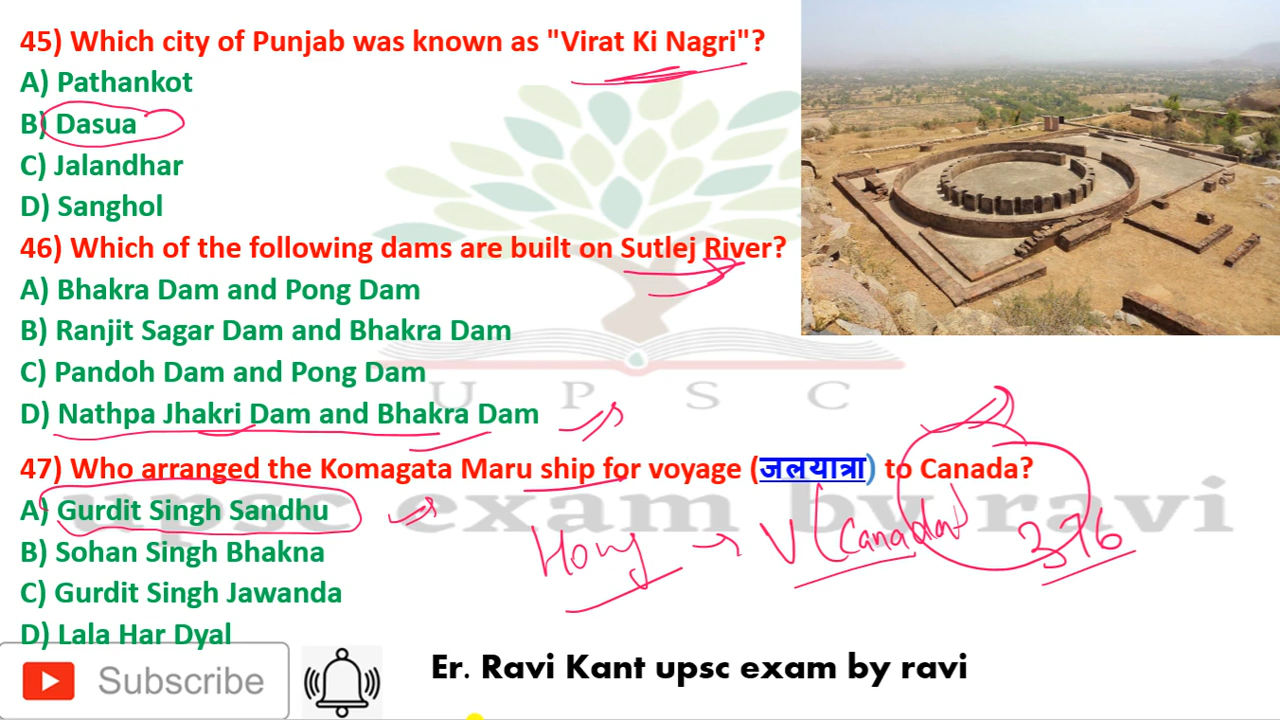 45) Which city of Punjab was known as "Virat Ki Nagri"?
A) Pathankot
B) Dasua
C) Jalandhar
D) Sanghol
46) Which of the following dams are built on Sutlej River?
A) Bhakra Dam and Pong Dam
B) Ranjit Sagar Dam and Bhakra Dam
C) Pandoh Dam and Pong Dam
UPSC
D) Nathpa Jhakri Dam and Bhakra Dam
47) Who arranged the Komagata Maru ship for voyage (जलयात्रा) to Canada?
upsc exam by ravi
A) Gurdit Singh Sandhu
Hong → V (Canada) 376
B) Sohan Singh Bhakna
C) Gurdit Singh Jawanda
D) Lala Har Dyal
Subscribe
Er. Ravi Kant upsc exam by ravi